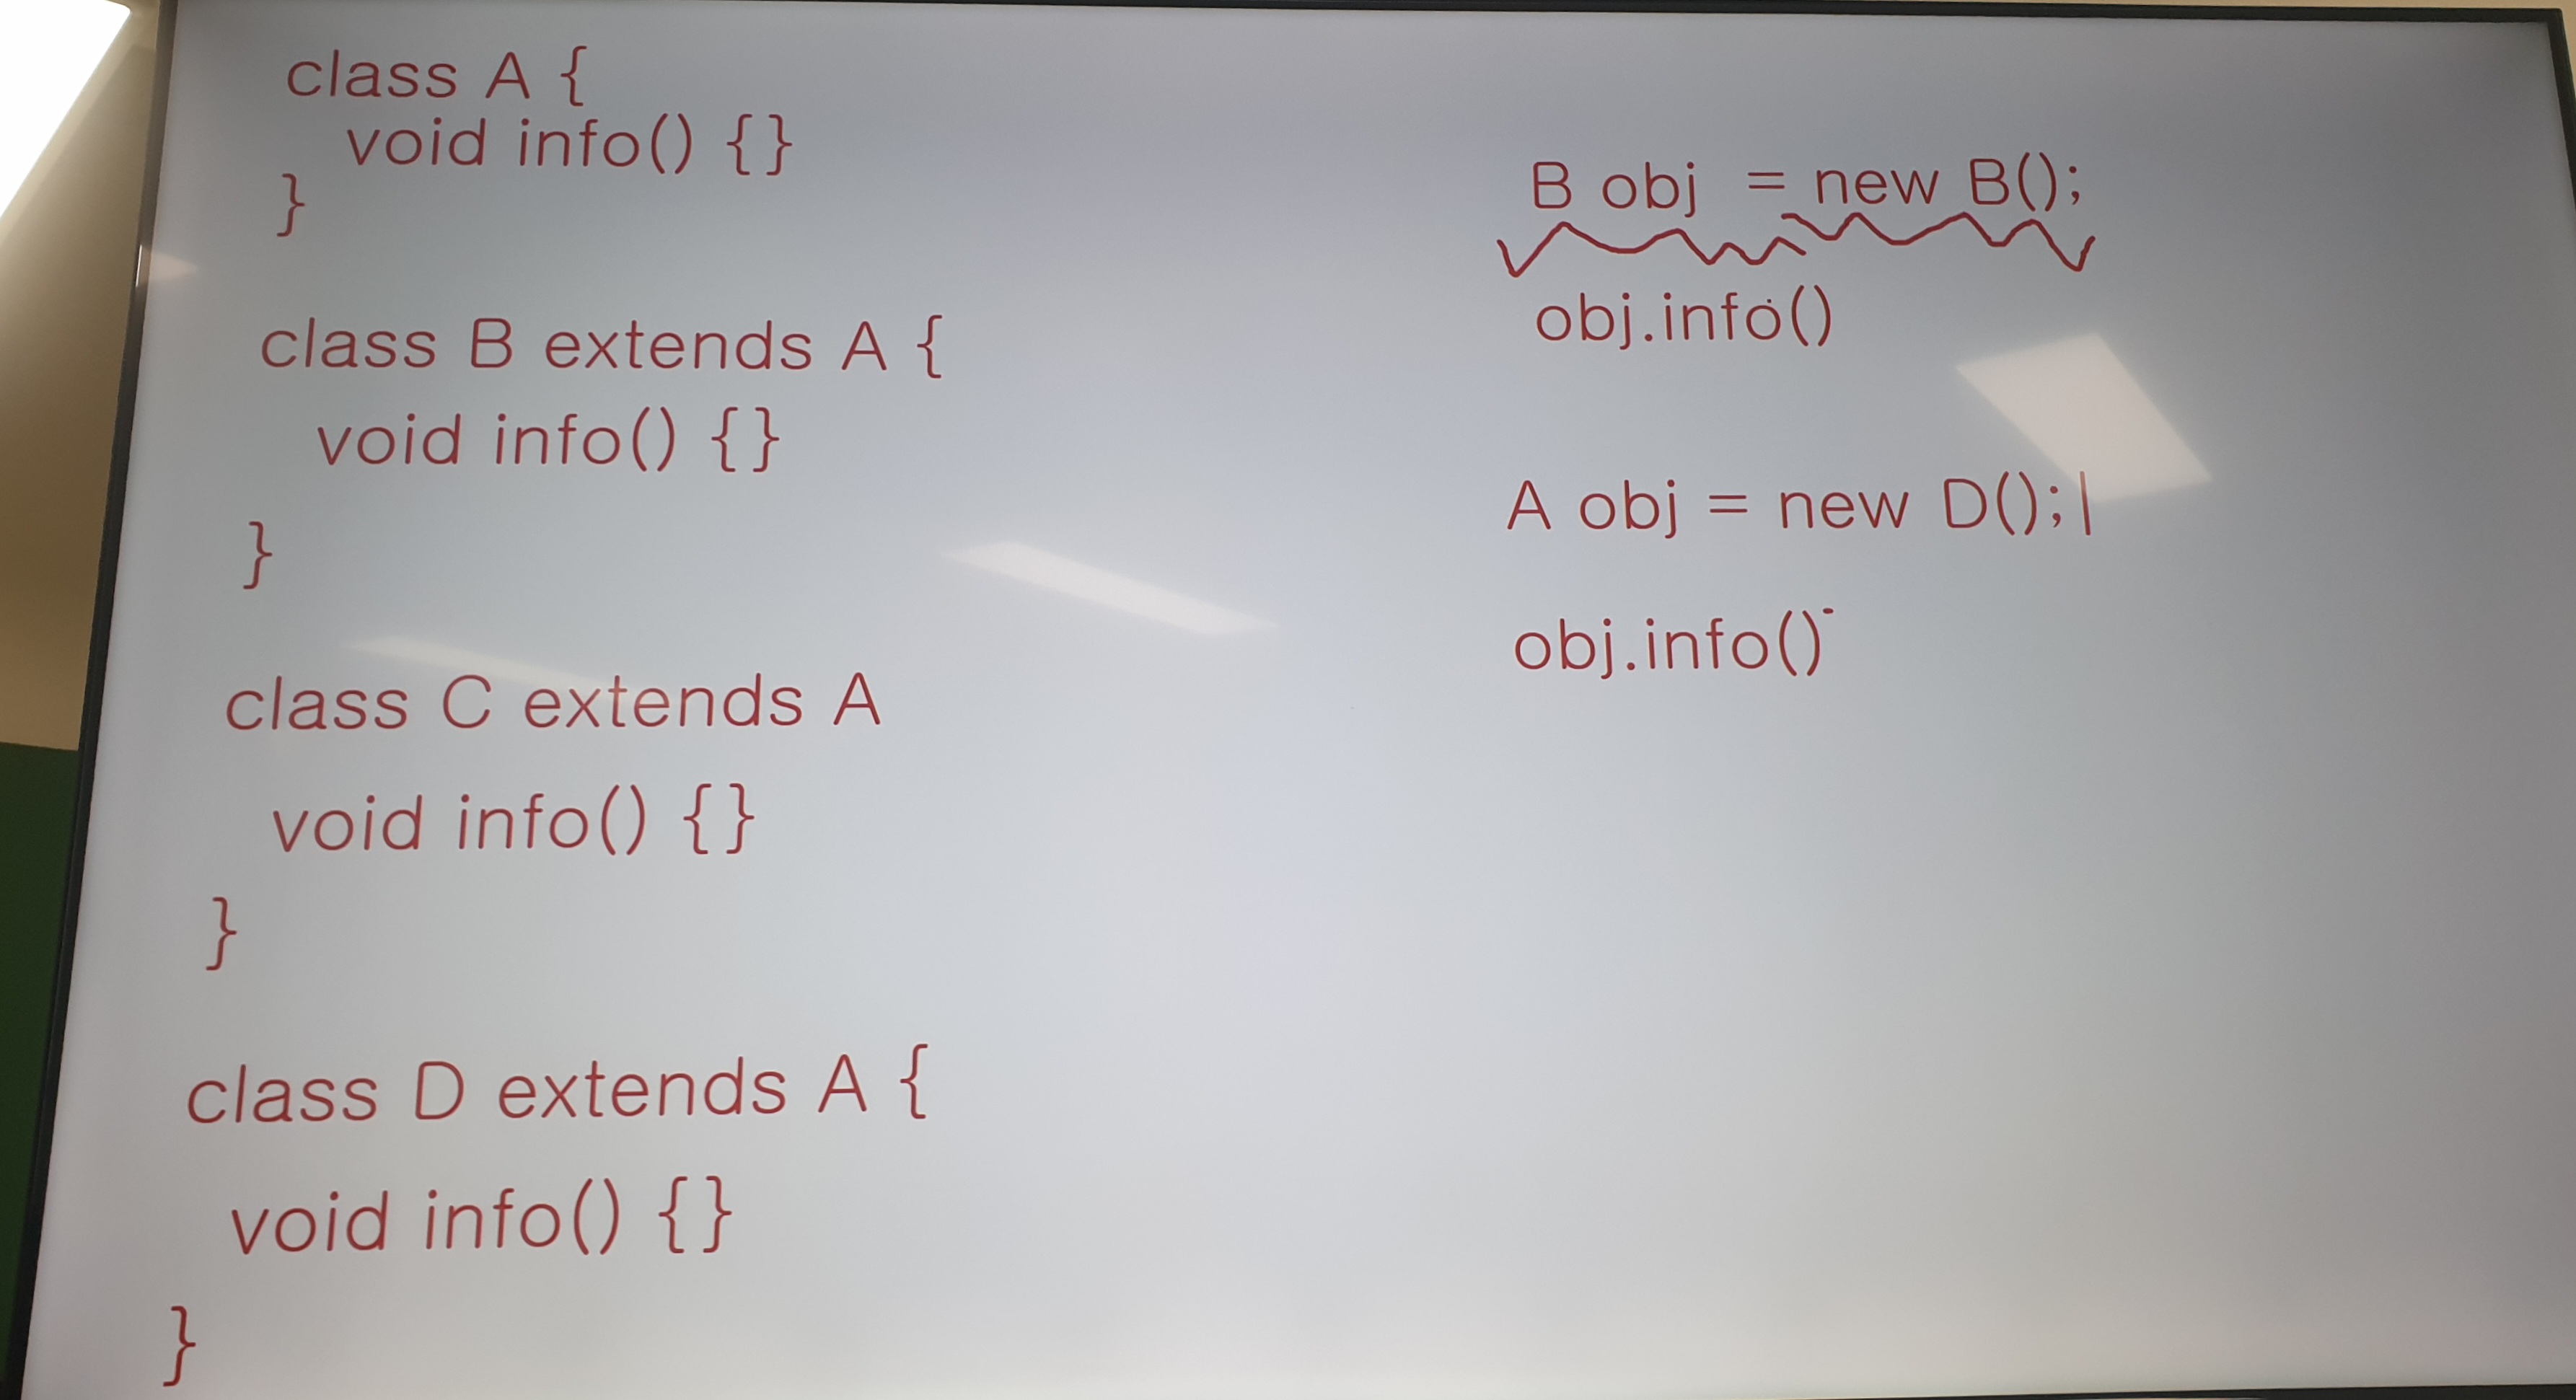 class A {
void info() {}
}
class B extends A {
void info() {}
}
class C extends A
void info() {}
}
class D extends A {
void info() {}
}
B obj = new B();
obj.info()
A obj = new D();
obj.info()